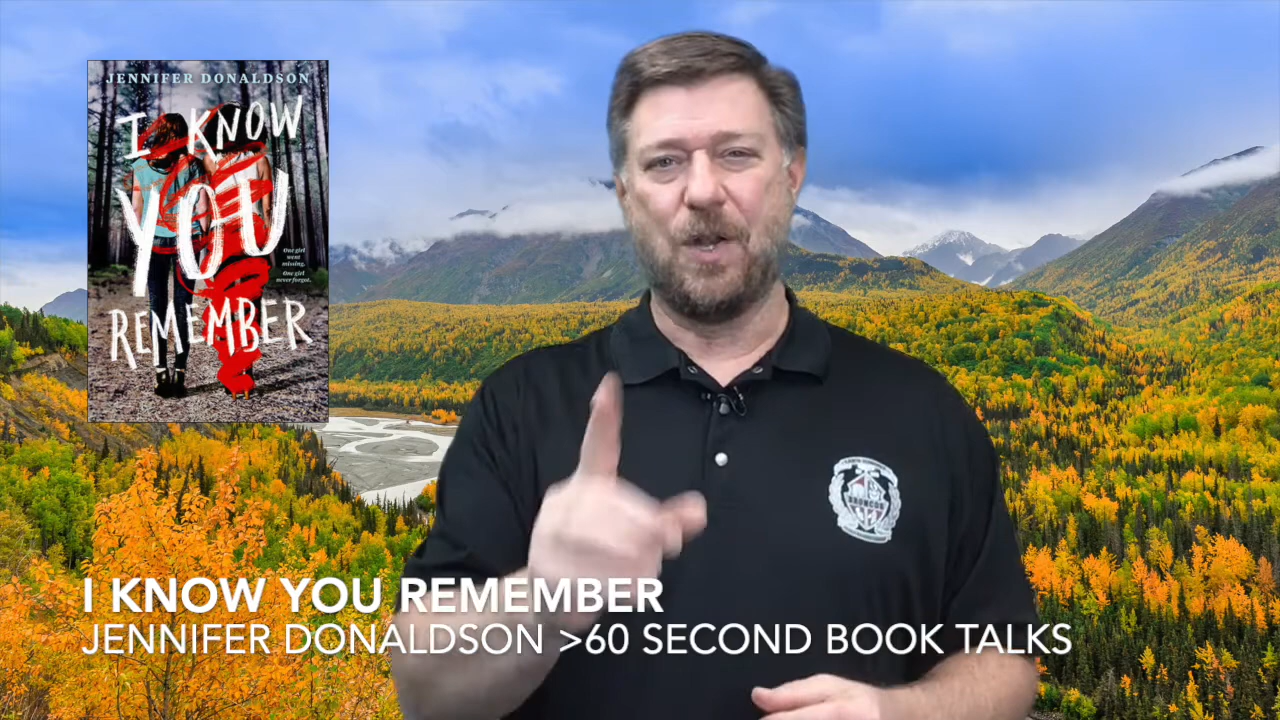 JENNIFER DONALDSON
I KNOW
YOU
REMEMBER
One girl
went
missing.
One girl
never forgot.
BRONCOS
I KNOW YOU REMEMBER
JENNIFER DONALDSON >60 SECOND BOOK TALKS